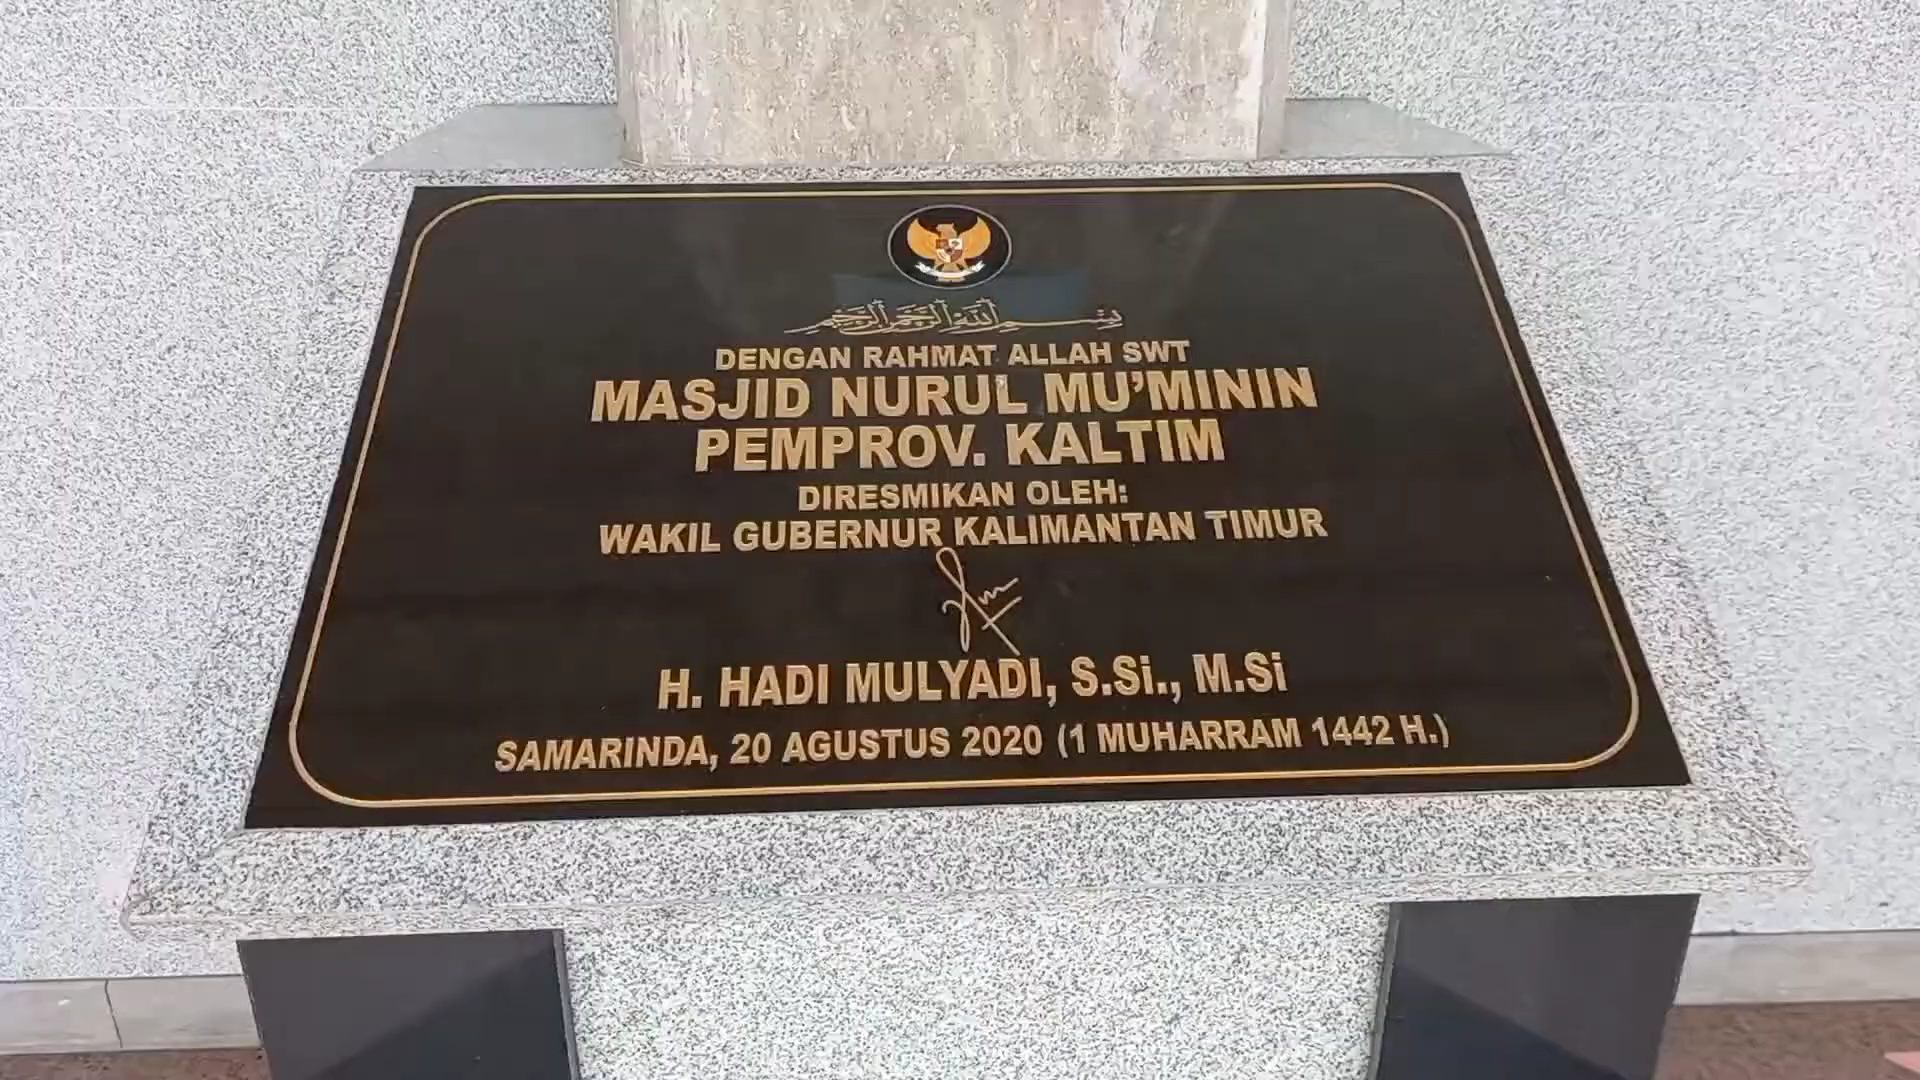 بسم الله الرحمن الرحيم
DENGAN RAHMAT ALLAH SWT
MASJID NURUL MU'MININ
PEMPROV. KALTIM
DIRESMIKAN OLEH:
WAKIL GUBERNUR KALIMANTAN TIMUR
H. HADI MULYADI, S.Si., M.Si
SAMARINDA, 20 AGUSTUS 2020 (1 MUHARRAM 1442 H.)